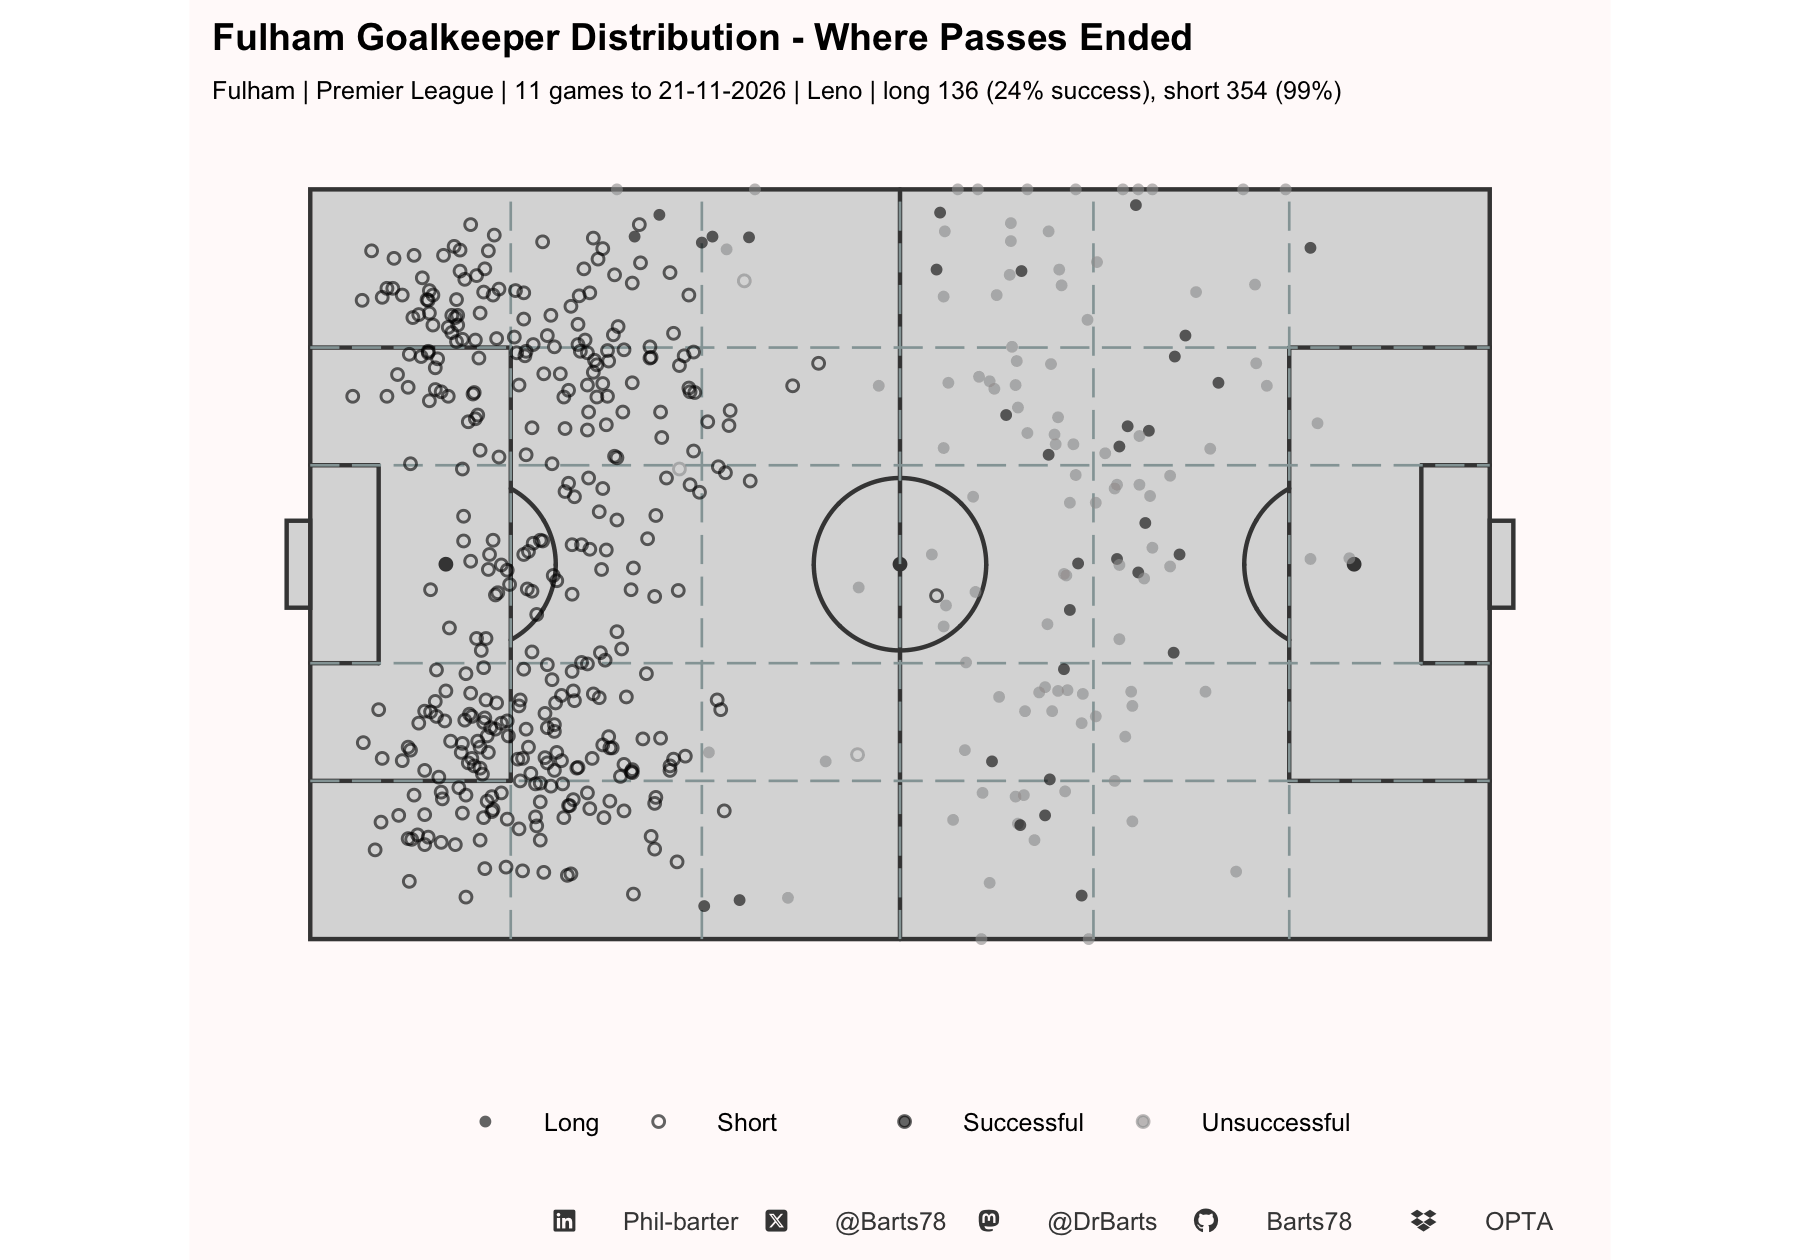 Fulham Goalkeeper Distribution - Where Passes Ended
Fulham | Premier League | 11 games to 21-11-2026 | Leno | long 136 (24% success), short 354 (99%)
Long Short Successful Unsuccessful
Phil-barter @Barts78 @DrBarts Barts78 OPTA